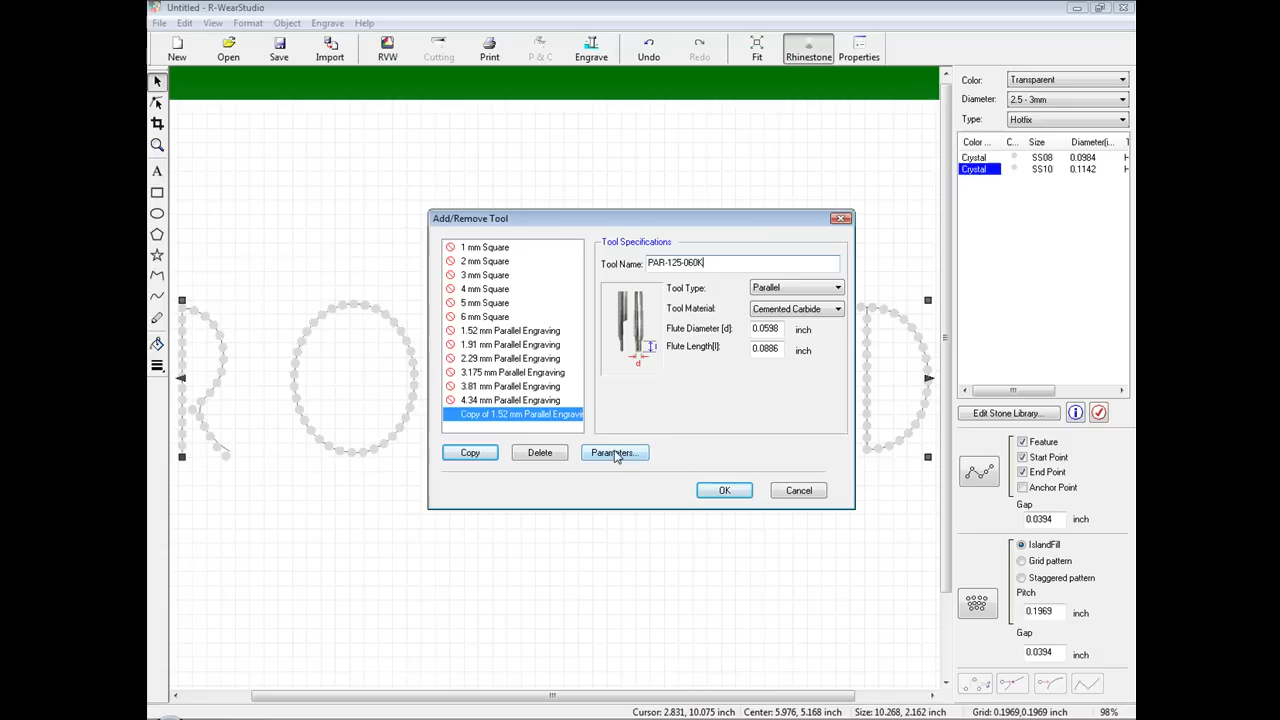 Untitled - R-WearStudio
File Edit View Format Object Engrave Help
New Open Save Import RVW Cutting Print P & C Engrave Undo Redo Fit Rhinestone Properties
Color: Transparent
Diameter: 2.5 - 3mm
Type: Hotfix
Color ... C... Size Diameter(i... T
Crystal SS08 0.0984 H
Crystal SS10 0.1142 H
Add/Remove Tool
1 mm Square
2 mm Square
3 mm Square
4 mm Square
5 mm Square
6 mm Square
1.52 mm Parallel Engraving
1.91 mm Parallel Engraving
2.29 mm Parallel Engraving
3.175 mm Parallel Engraving
3.81 mm Parallel Engraving
4.34 mm Parallel Engraving
Copy of 1.52 mm Parallel Engravin
Tool Specifications
Tool Name: PAR-125-060K
Tool Type: Parallel
Tool Material: Cemented Carbide
Flute Diameter [d]: 0.0598 inch
Flute Length[l]: 0.0886 inch
l
d
Copy Delete Parameters...
OK Cancel
A
R O D
Edit Stone Library...
Feature
Start Point
End Point
Anchor Point
Gap
0.0394 inch
IslandFill
Grid pattern
Staggered pattern
Pitch
0.1969 inch
Gap
0.0394 inch
Cursor: 2.831, 10.075 inch Center: 5.976, 5.168 inch Size: 10.268, 2.162 inch Grid: 0.1969,0.1969 inch 98%